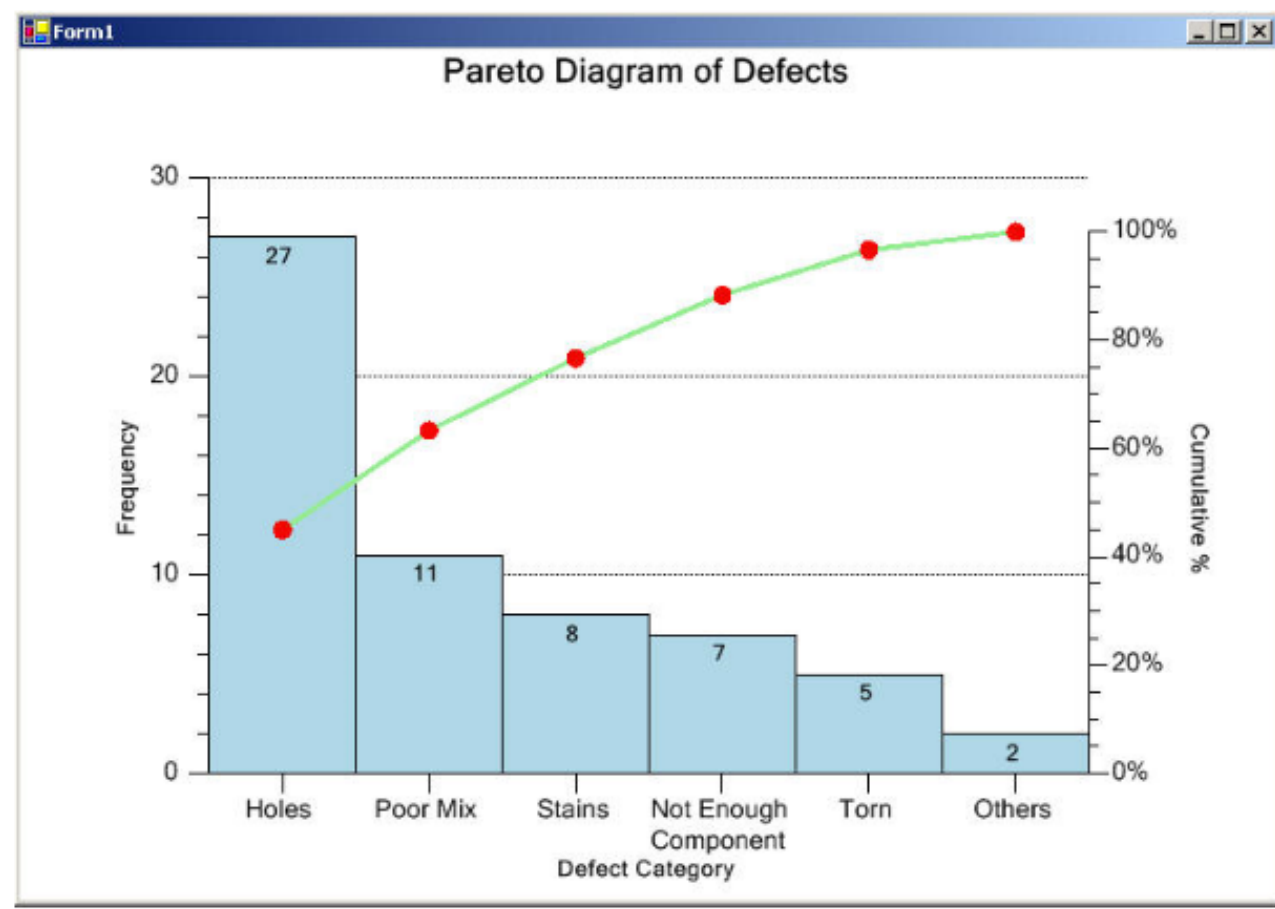 Form1
Pareto Diagram of Defects
30
20
10
0
Frequency
27
11
8
7
5
2
100%
80%
60%
40%
20%
0%
Cumulative %
Holes
Poor Mix
Stains
Not Enough
Component
Torn
Others
Defect Category